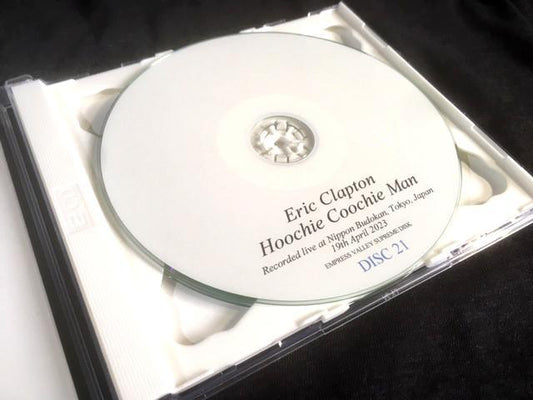 Eric Clapton
Hoochie Coochie Man
Recorded live at Nippon Budokan, Tokyo, Japan
19th April 2023
EMPRESS VALLEY SUPREME DISK
DISC 21